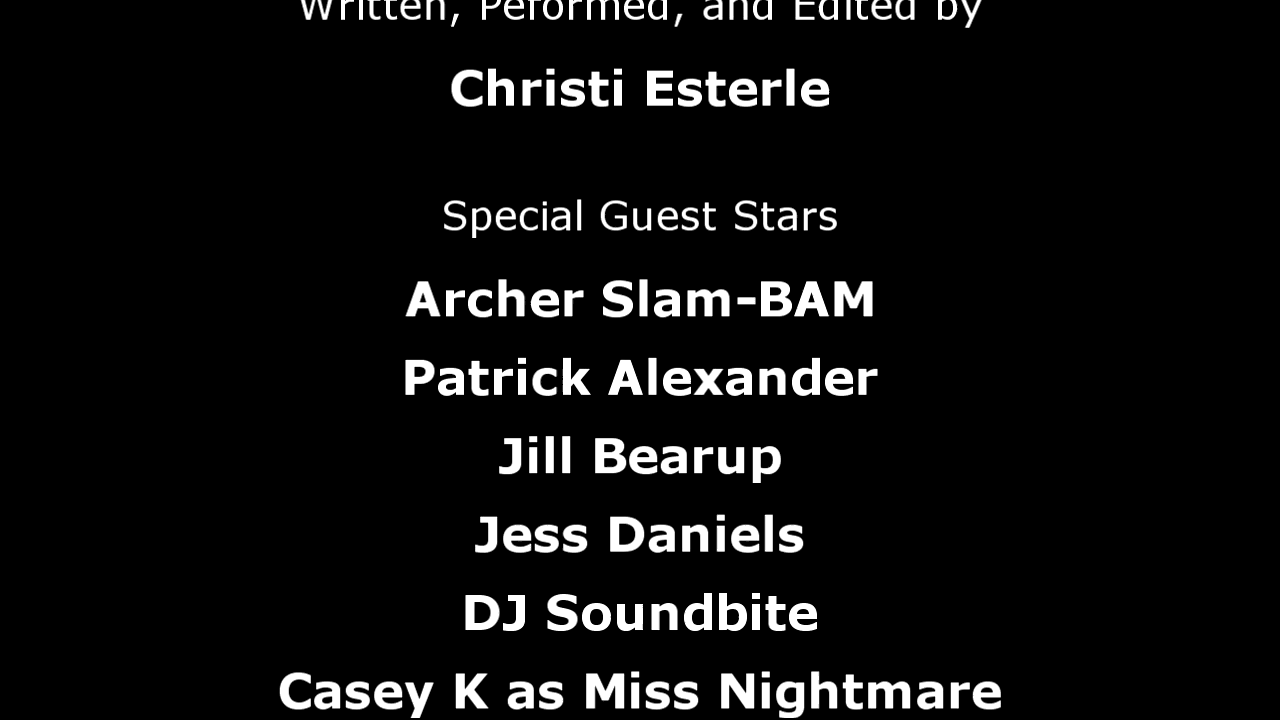 Written, Peformed, and Edited by
Christi Esterle
Special Guest Stars
Archer Slam-BAM
Patrick Alexander
Jill Bearup
Jess Daniels
DJ Soundbite
Casey K as Miss Nightmare